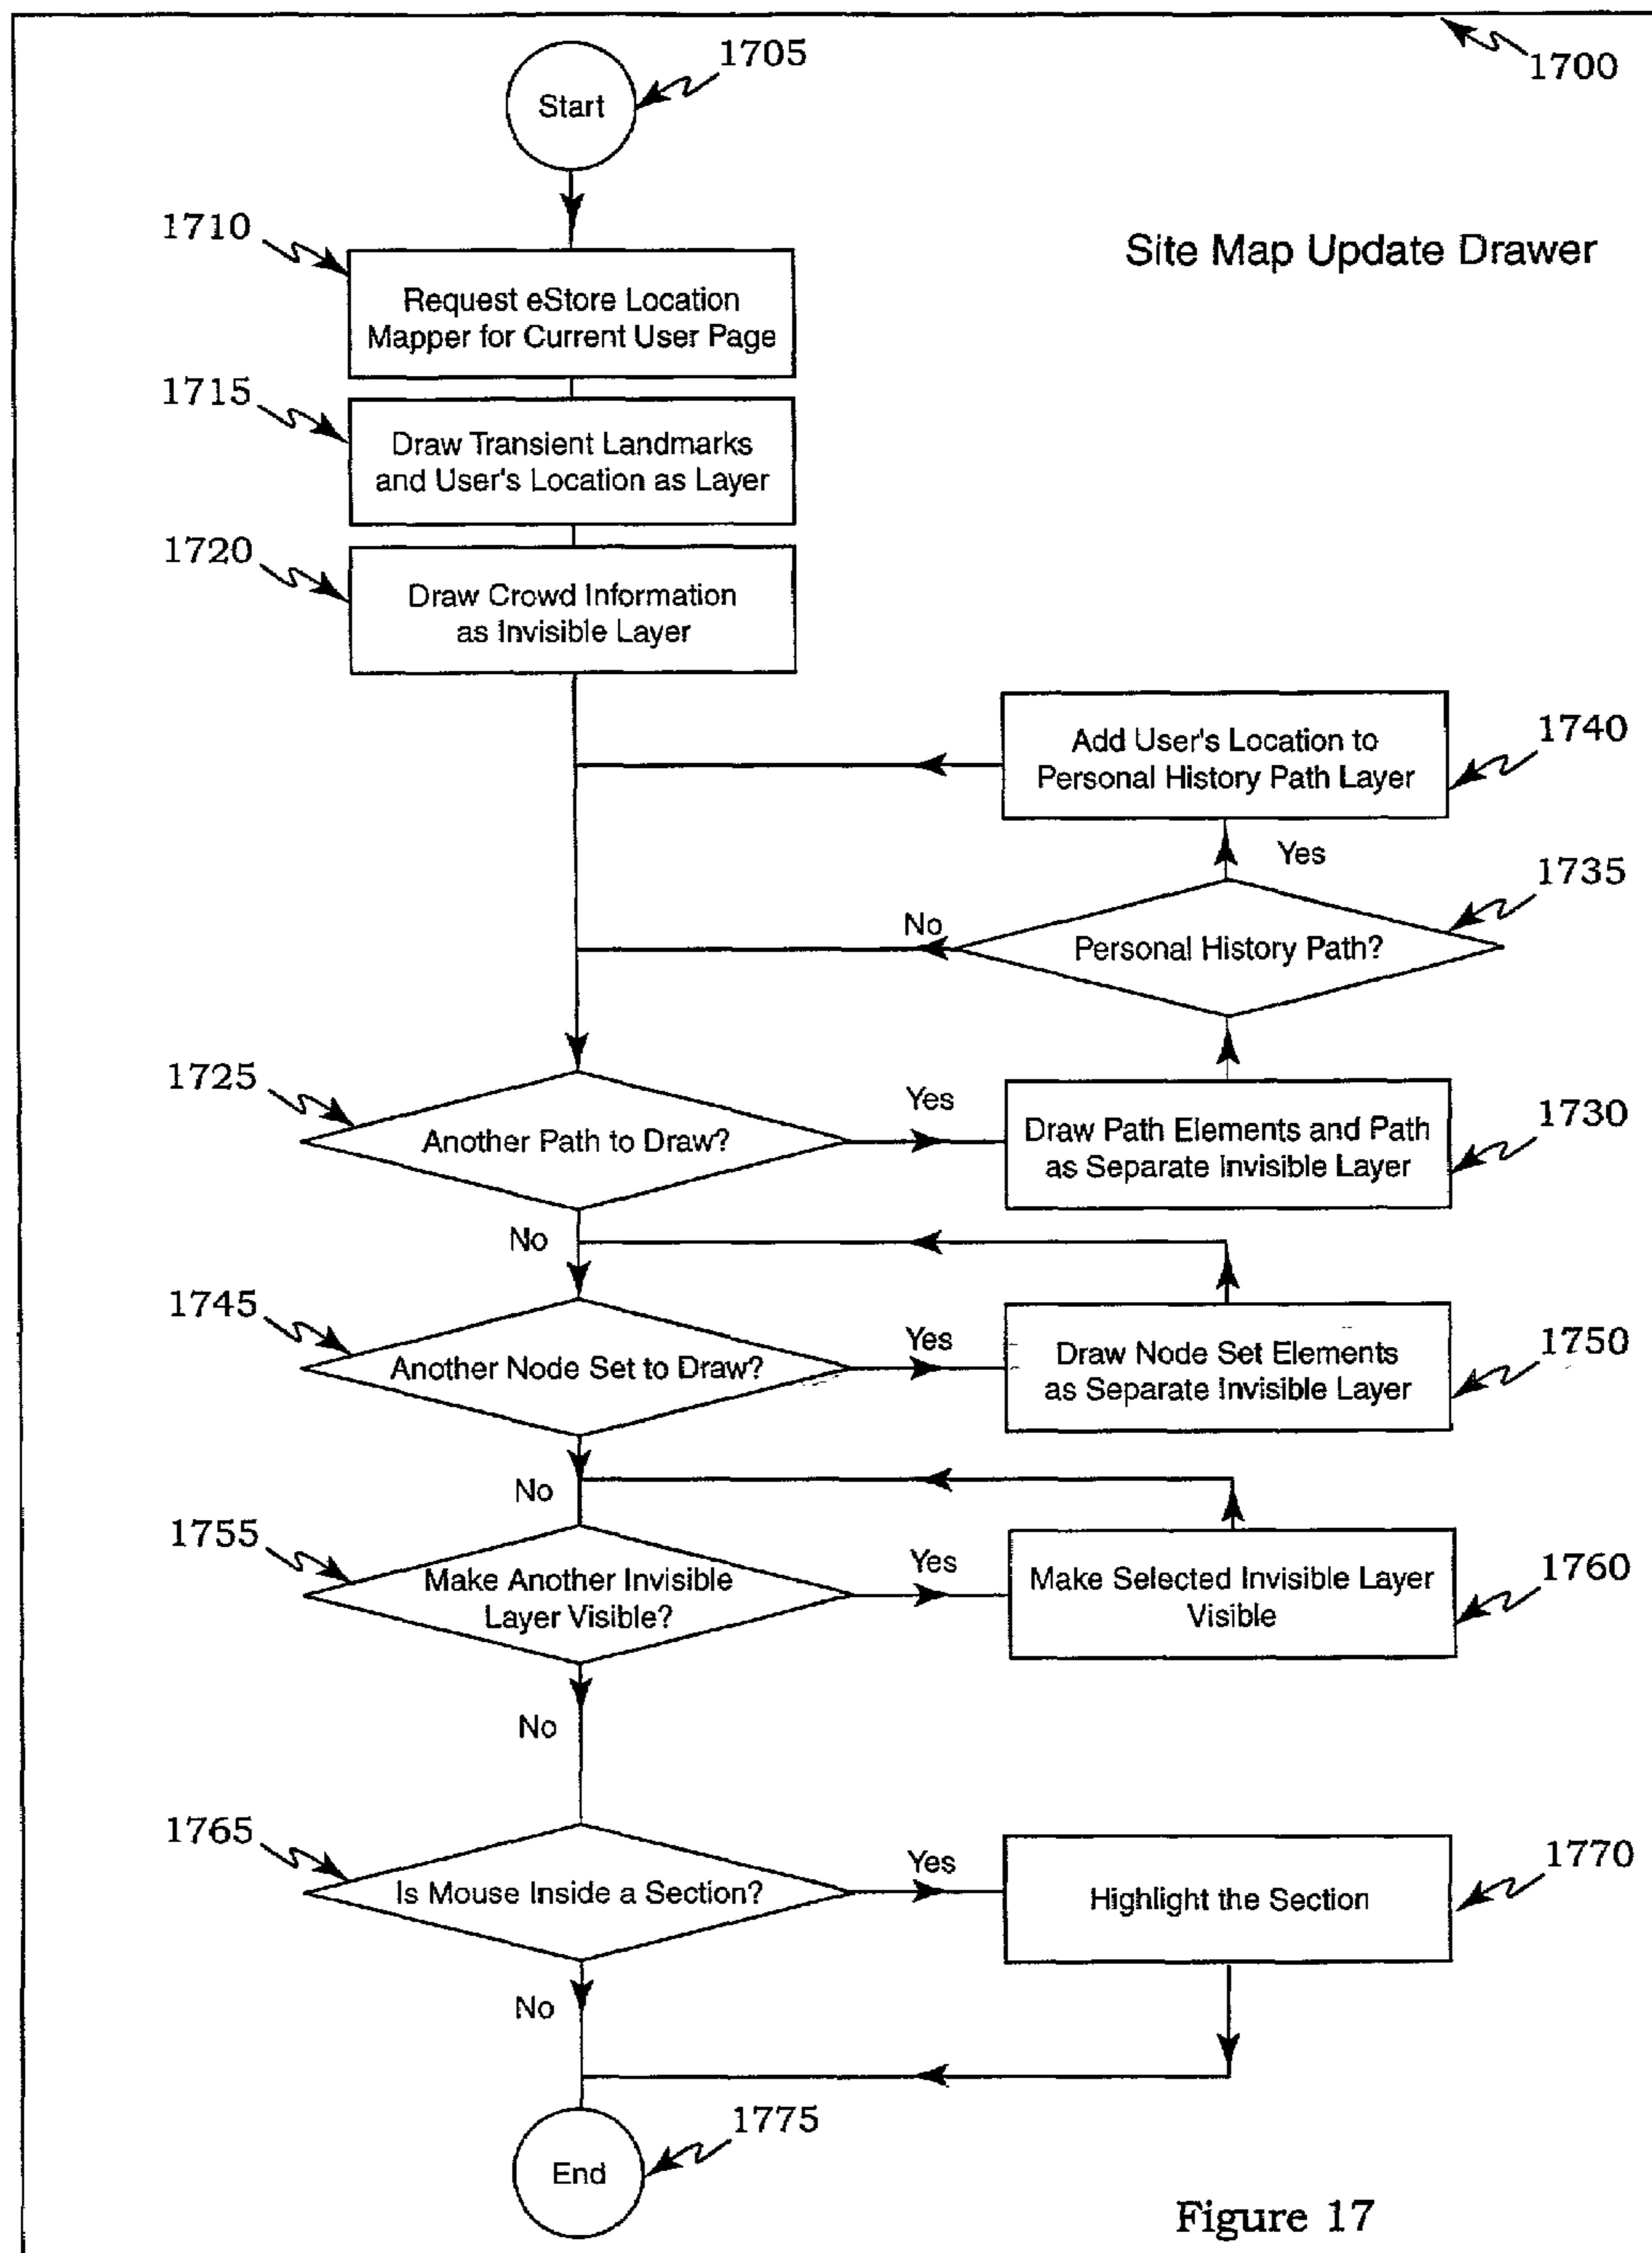 1700
1705
Start
Site Map Update Drawer
1710
Request eStore Location
Mapper for Current User Page
1715
Draw Transient Landmarks
and User's Location as Layer
1720
Draw Crowd Information
as Invisible Layer
1740
Add User's Location to
Personal History Path Layer
Yes
1735
No
Personal History Path?
1725
Another Path to Draw?
Yes
1730
Draw Path Elements and Path
as Separate Invisible Layer
No
1745
Another Node Set to Draw?
Yes
1750
Draw Node Set Elements
as Separate Invisible Layer
No
1755
Make Another Invisible
Layer Visible?
Yes
1760
Make Selected Invisible Layer
Visible
No
1765
Is Mouse Inside a Section?
Yes
1770
Highlight the Section
No
1775
End
Figure 17